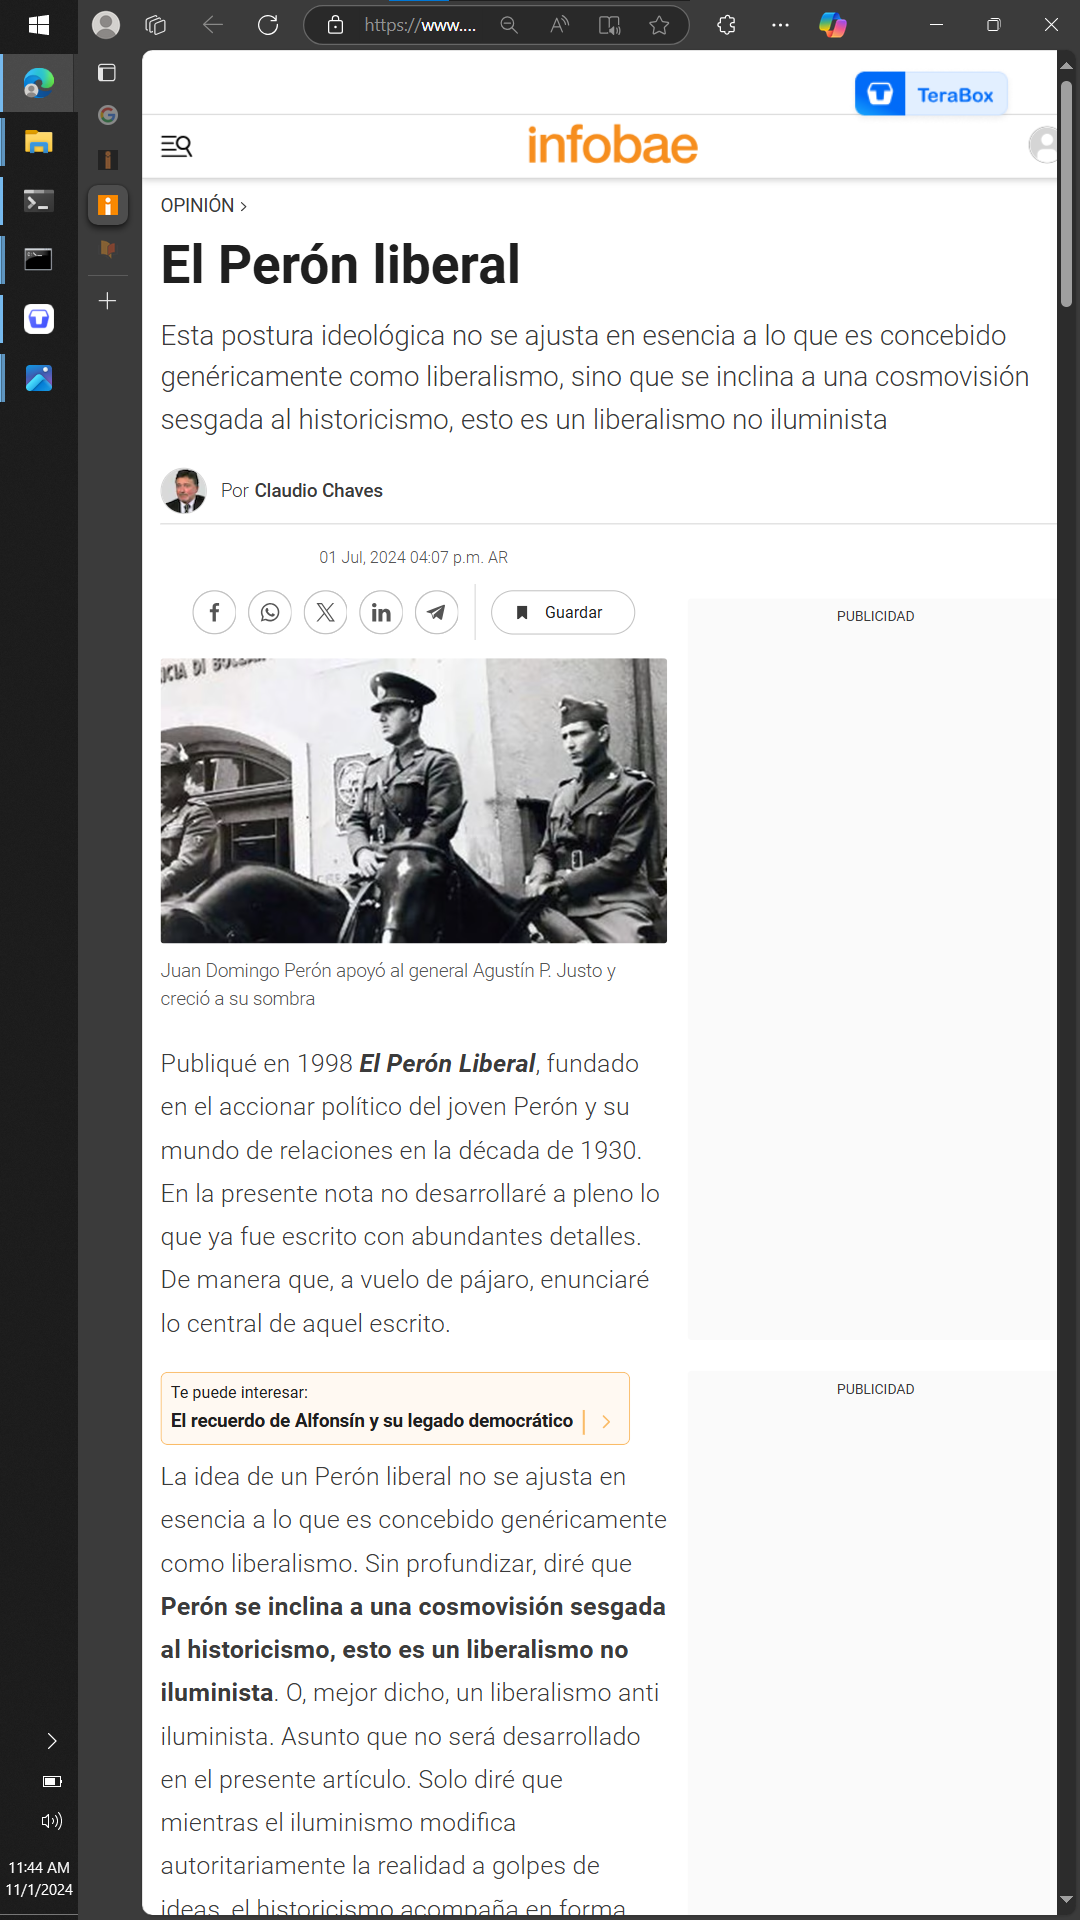 https://www....
TeraBox
infobae
OPINIÓN >
El Perón liberal
Esta postura ideológica no se ajusta en esencia a lo que es concebido
genéricamente como liberalismo, sino que se inclina a una cosmovisión
sesgada al historicismo, esto es un liberalismo no iluminista
Por Claudio Chaves
01 Jul, 2024 04:07 p.m. AR
Guardar
PUBLICIDAD
Juan Domingo Perón apoyó al general Agustín P. Justo y
creció a su sombra
Publiqué en 1998 El Perón Liberal, fundado
en el accionar político del joven Perón y su
mundo de relaciones en la década de 1930.
En la presente nota no desarrollaré a pleno lo
que ya fue escrito con abundantes detalles.
De manera que, a vuelo de pájaro, enunciaré
lo central de aquel escrito.
Te puede interesar:
El recuerdo de Alfonsín y su legado democrático
PUBLICIDAD
La idea de un Perón liberal no se ajusta en
esencia a lo que es concebido genéricamente
como liberalismo. Sin profundizar, diré que
Perón se inclina a una cosmovisión sesgada
al historicismo, esto es un liberalismo no
iluminista. O, mejor dicho, un liberalismo anti
iluminista. Asunto que no será desarrollado
en el presente artículo. Solo diré que
mientras el iluminismo modifica
autoritariamente la realidad a golpes de
ideas, el historicismo acompaña en forma
11:44 AM
11/1/2024